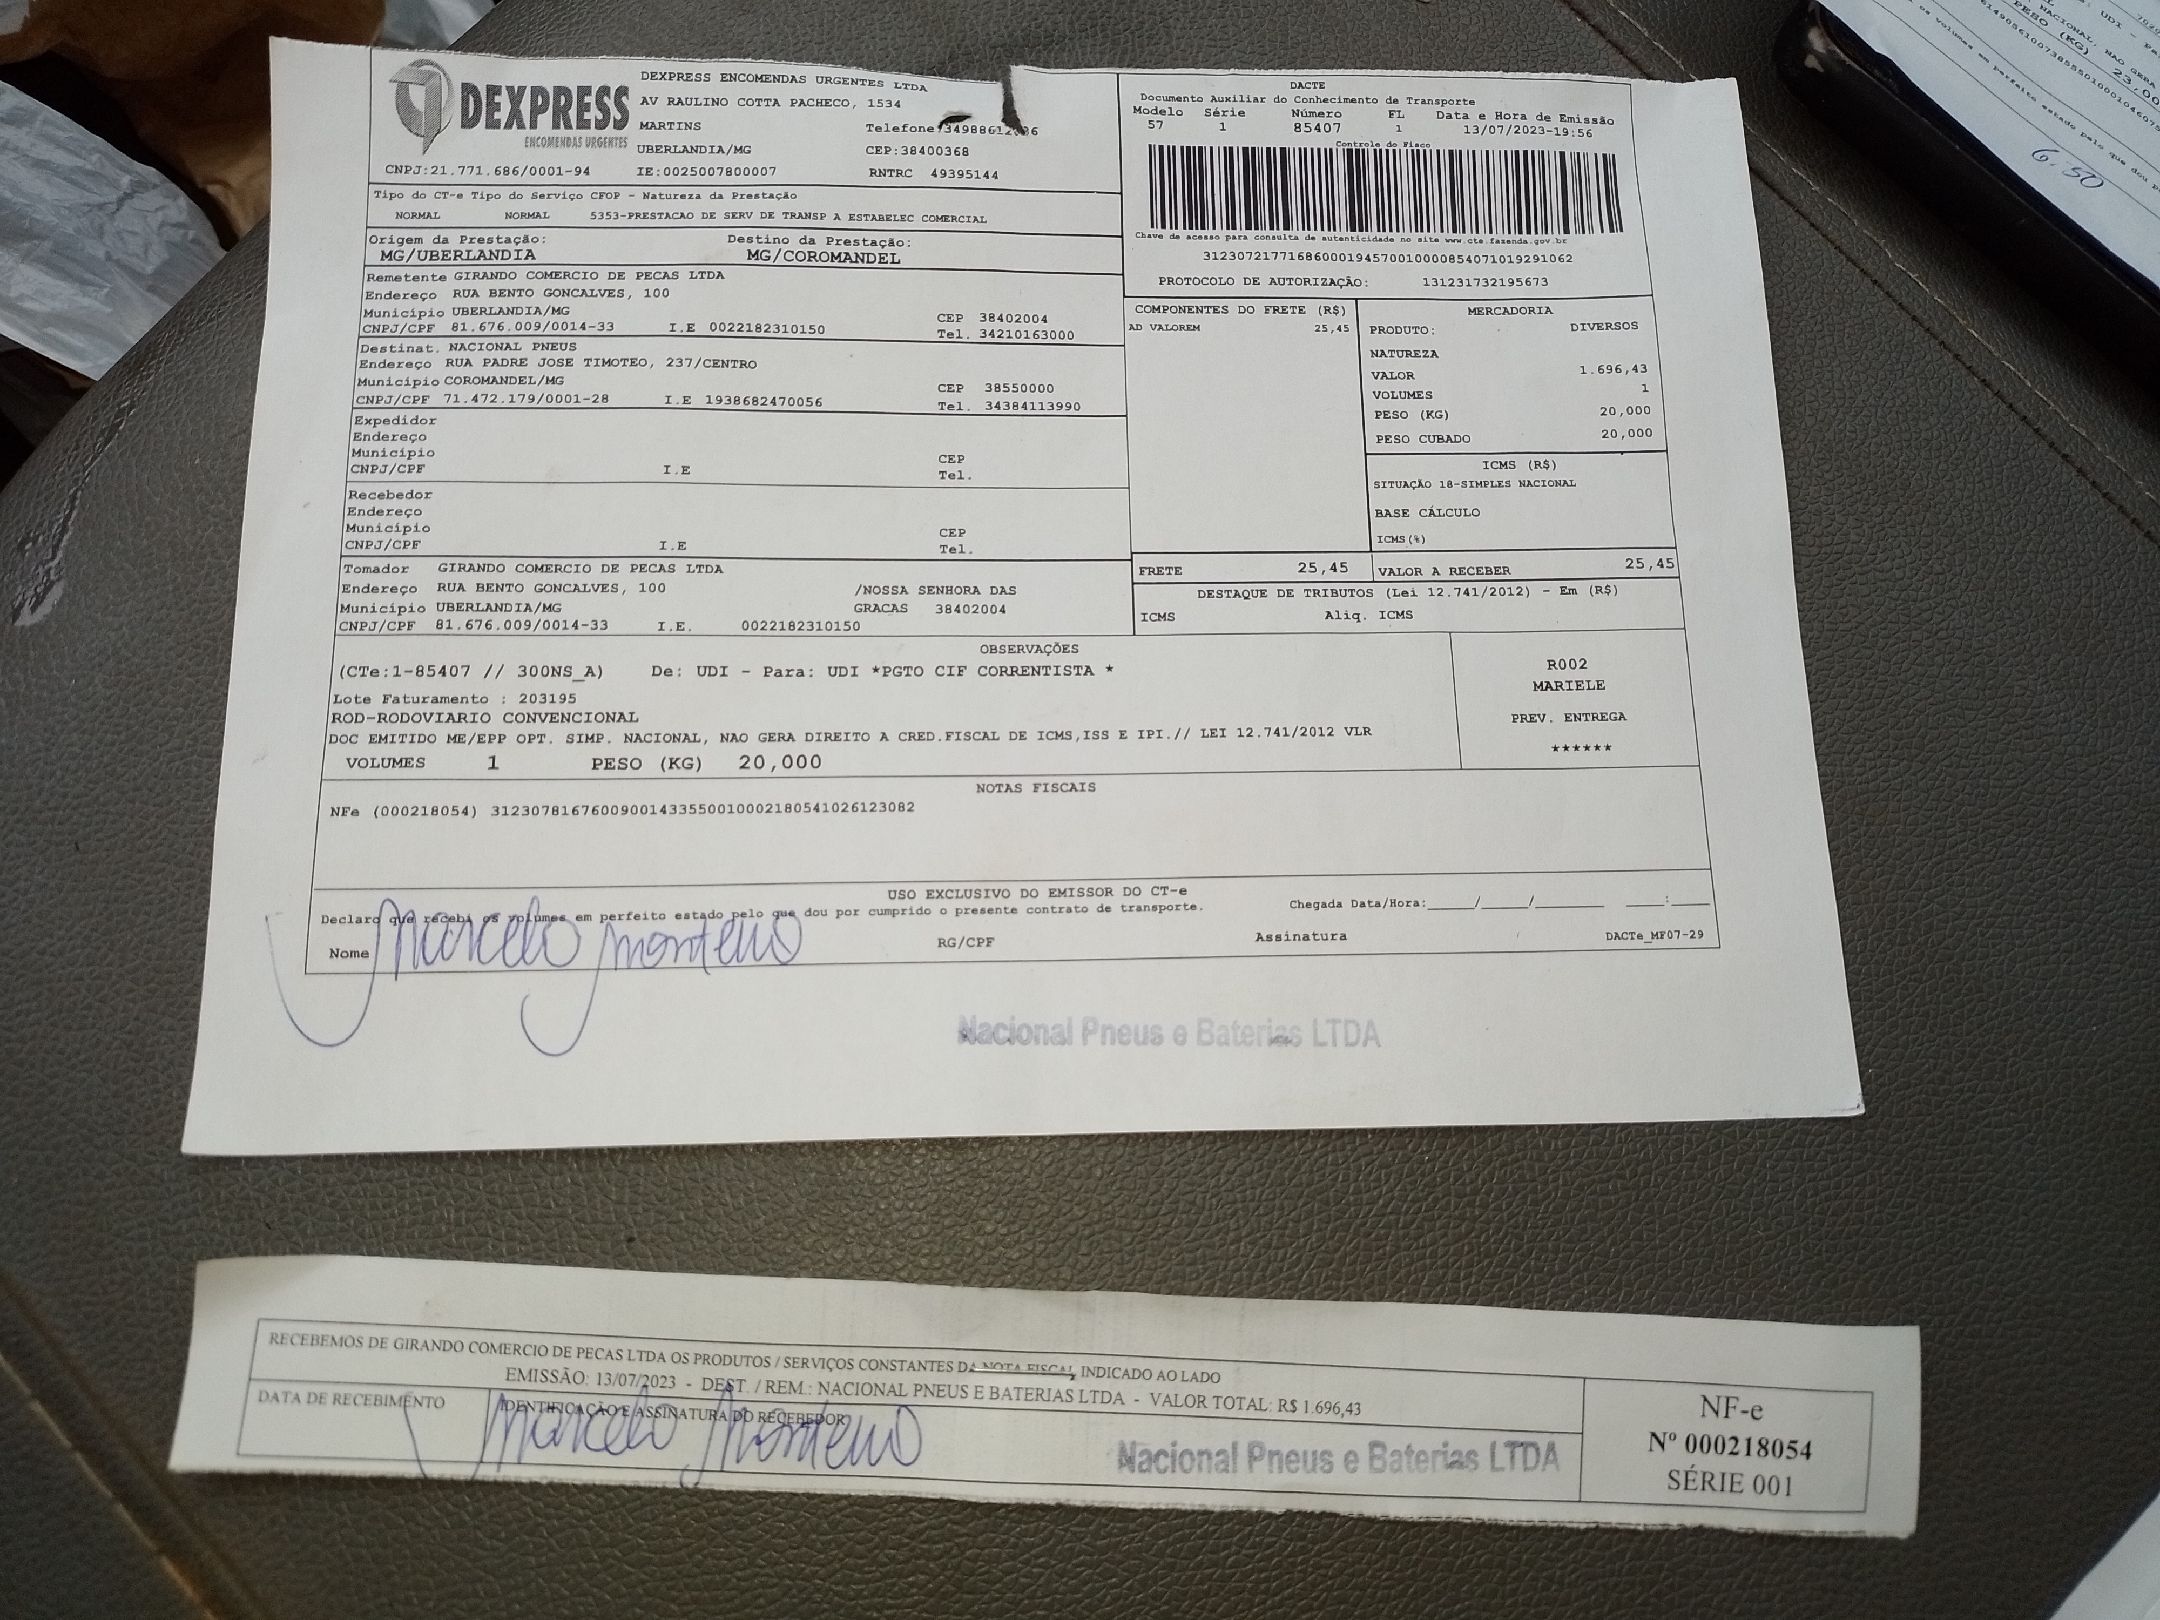 DEXPRESS
ENCOMENDAS URGENTES
DEXPRESS ENCOMENDAS URGENTES LTDA
AV RAULINO COTTA PACHECO, 1534
MARTINS
UBERLANDIA/MG
CEP:38400368
CNPJ:21.771.686/0001-94 IE:0025007800007 RNTRC 49395144
Telefone
DACTE
Documento Auxiliar do Conhecimento de Transporte
Modelo Série Número FL Data e Hora de Emissão
57 1 85407 1 13/07/2023-19:56
Controle do Fisco
Chave de acesso para consulta de autenticidade no site www.cte.fazenda.gov.br
31230721771686000194570010000854071019291062
PROTOCOLO DE AUTORIZAÇÃO: 131231732195673
Tipo do CT-e Tipo do Serviço CFOP - Natureza da Prestação
NORMAL NORMAL 5353-PRESTACAO DE SERV DE TRANSP A ESTABELEC COMERCIAL
Origem da Prestação: Destino da Prestação:
MG/UBERLANDIA MG/COROMANDEL
Remetente GIRANDO COMERCIO DE PECAS LTDA
Endereço RUA BENTO GONCALVES, 100
Município UBERLANDIA/MG CEP 38402004
CNPJ/CPF 81.676.009/0014-33 I.E 0022182310150 Tel. 34210163000
Destinat. NACIONAL PNEUS
Endereço RUA PADRE JOSE TIMOTEO, 237/CENTRO
Município COROMANDEL/MG CEP 38550000
CNPJ/CPF 71.472.179/0001-28 I.E 1938682470056 Tel. 34384113990
Expedidor
Endereço
Município CEP
CNPJ/CPF I.E Tel.
Recebedor
Endereço
Município CEP
CNPJ/CPF I.E Tel.
Tomador GIRANDO COMERCIO DE PECAS LTDA
Endereço RUA BENTO GONCALVES, 100 /NOSSA SENHORA DAS
Município UBERLANDIA/MG GRACAS 38402004
CNPJ/CPF 81.676.009/0014-33 I.E. 0022182310150
COMPONENTES DO FRETE (R$)
AD VALOREM 25,45
MERCADORIA
PRODUTO: DIVERSOS
NATUREZA
VALOR 1.696,43
VOLUMES 1
PESO (KG) 20,000
PESO CUBADO 20,000
ICMS (R$)
SITUAÇÃO 18-SIMPLES NACIONAL
BASE CÁLCULO
ICMS(%)
FRETE 25,45 VALOR A RECEBER 25,45
DESTAQUE DE TRIBUTOS (Lei 12.741/2012) - Em (R$)
ICMS Aliq. ICMS
OBSERVAÇÕES
(CTe:1-85407 // 300NS_A) De: UDI - Para: UDI *PGTO CIF CORRENTISTA *
Lote Faturamento : 203195
ROD-RODOVIARIO CONVENCIONAL
DOC EMITIDO ME/EPP OPT. SIMP. NACIONAL, NAO GERA DIREITO A CRED.FISCAL DE ICMS,ISS E IPI.// LEI 12.741/2012 VLR
VOLUMES 1 PESO (KG) 20,000
R002
MARIELE
PREV. ENTREGA
******
NOTAS FISCAIS
NFe (000218054) 31230781676009001433550010002180541026123082
USO EXCLUSIVO DO EMISSOR DO CT-e
Declaro que recebi os volumes em perfeito estado pelo que dou por cumprido o presente contrato de transporte.
Chegada Data/Hora:_____/_____/_______ ____:____
Nome Marcelo Monteiro RG/CPF Assinatura DACTe_MF07-29
Nacional Pneus e Baterias LTDA
RECEBEMOS DE GIRANDO COMERCIO DE PECAS LTDA OS PRODUTOS / SERVIÇOS CONSTANTES DA NOTA FISCAL INDICADO AO LADO
EMISSÃO: 13/07/2023 - DEST. / REM.: NACIONAL PNEUS E BATERIAS LTDA - VALOR TOTAL: R$ 1.696,43
DATA DE RECEBIMENTO IDENTIFICAÇÃO E ASSINATURA DO RECEBEDOR
Marcelo Monteiro
Nacional Pneus e Baterias LTDA
NF-e
Nº 000218054
SÉRIE 001
6.50